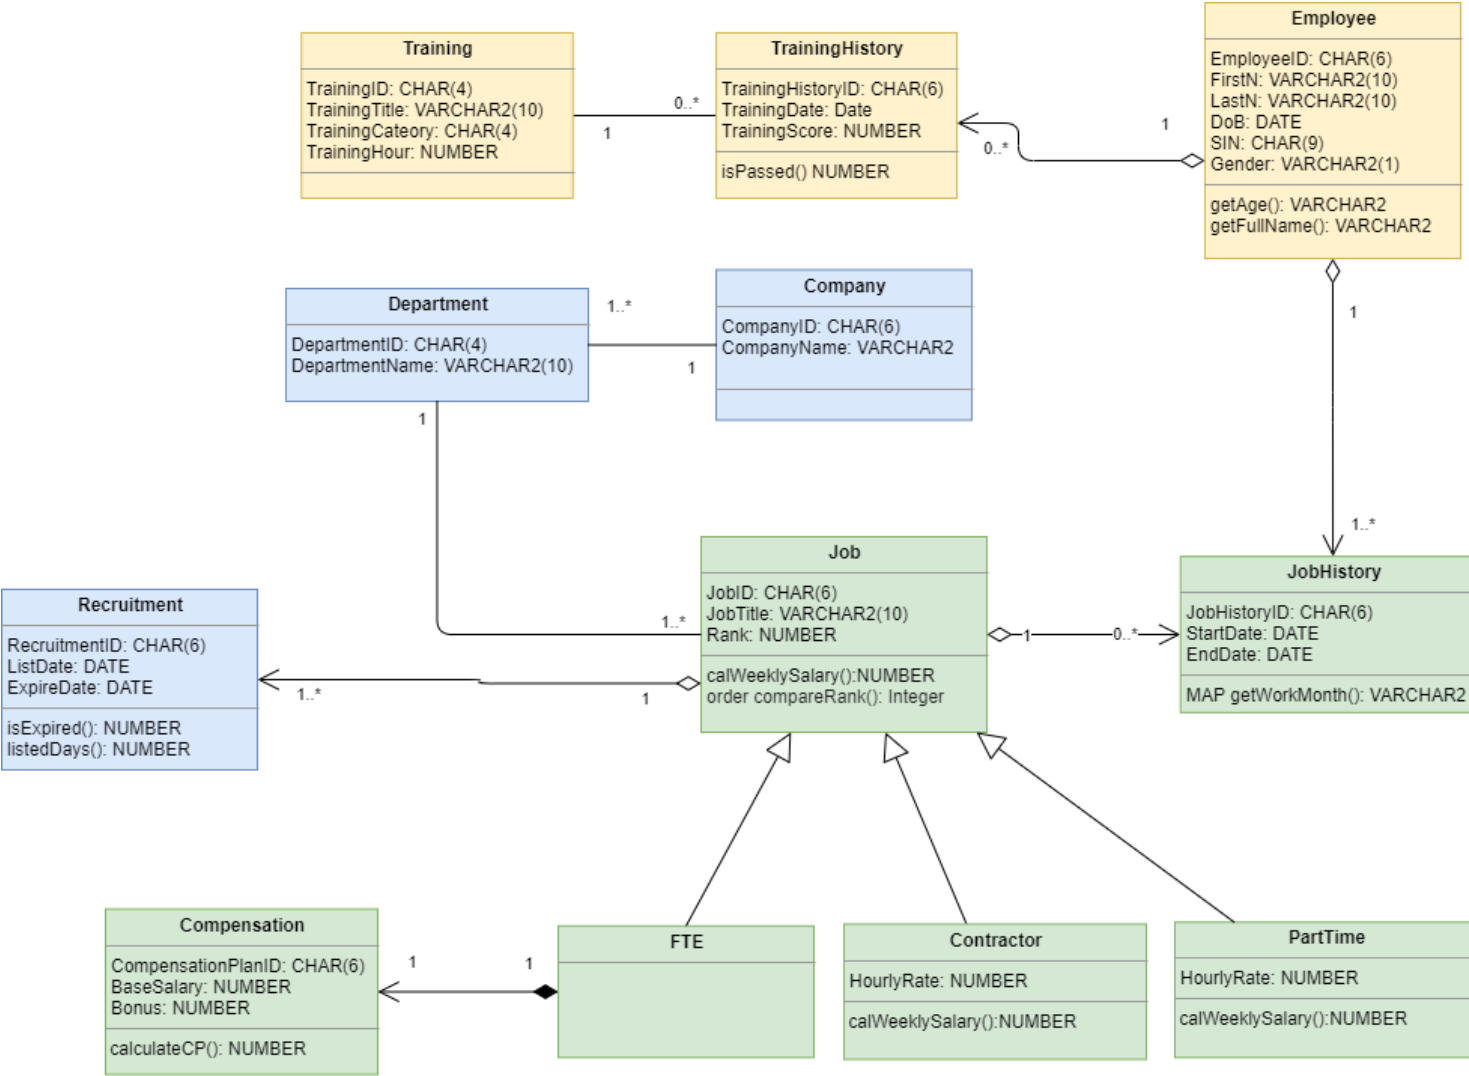 Training
TrainingID: CHAR(4)
TrainingTitle: VARCHAR2(10)
TrainingCateory: CHAR(4)
TrainingHour: NUMBER
0..*
1
TrainingHistory
TrainingHistoryID: CHAR(6)
TrainingDate: Date
TrainingScore: NUMBER
isPassed() NUMBER
0..*
1
Employee
EmployeeID: CHAR(6)
FirstN: VARCHAR2(10)
LastN: VARCHAR2(10)
DoB: DATE
SIN: CHAR(9)
Gender: VARCHAR2(1)
getAge(): VARCHAR2
getFullName(): VARCHAR2
Department
DepartmentID: CHAR(4)
DepartmentName: VARCHAR2(10)
1..*
1
Company
CompanyID: CHAR(6)
CompanyName: VARCHAR2
1
1
1..*
Recruitment
RecruitmentID: CHAR(6)
ListDate: DATE
ExpireDate: DATE
isExpired(): NUMBER
listedDays(): NUMBER
1..*
1
1..*
Job
JobID: CHAR(6)
JobTitle: VARCHAR2(10)
Rank: NUMBER
calWeeklySalary():NUMBER
order compareRank(): Integer
1
0..*
JobHistory
JobHistoryID: CHAR(6)
StartDate: DATE
EndDate: DATE
MAP getWorkMonth(): VARCHAR2
Compensation
CompensationPlanID: CHAR(6)
BaseSalary: NUMBER
Bonus: NUMBER
calculateCP(): NUMBER
1
1
FTE
Contractor
HourlyRate: NUMBER
calWeeklySalary():NUMBER
PartTime
HourlyRate: NUMBER
calWeeklySalary():NUMBER